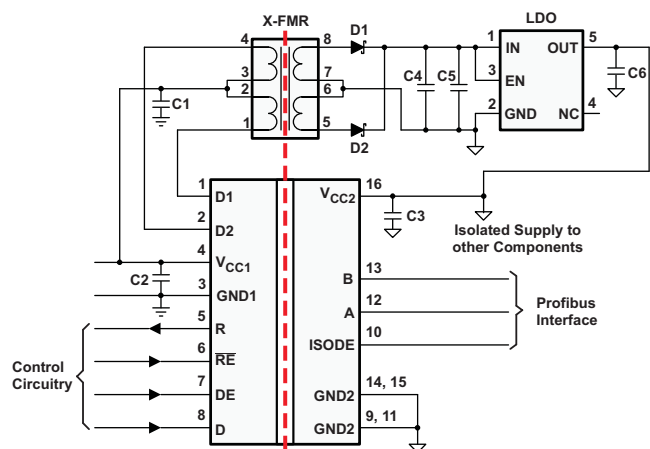 X-FMR
LDO
4
3
2
1
8
7
6
5
D1
D2
C1
C4
C5
C6
1
3
2
5
4
IN
EN
GND
OUT
NC
1
D1
2
D2
4
VCC1
3
GND1
5
R
6
RE
7
DE
8
D
C2
16
VCC2
C3
13
B
12
A
10
ISODE
14, 15
GND2
9, 11
GND2
Isolated Supply to
other Components
Profibus
Interface
Control
Circuitry